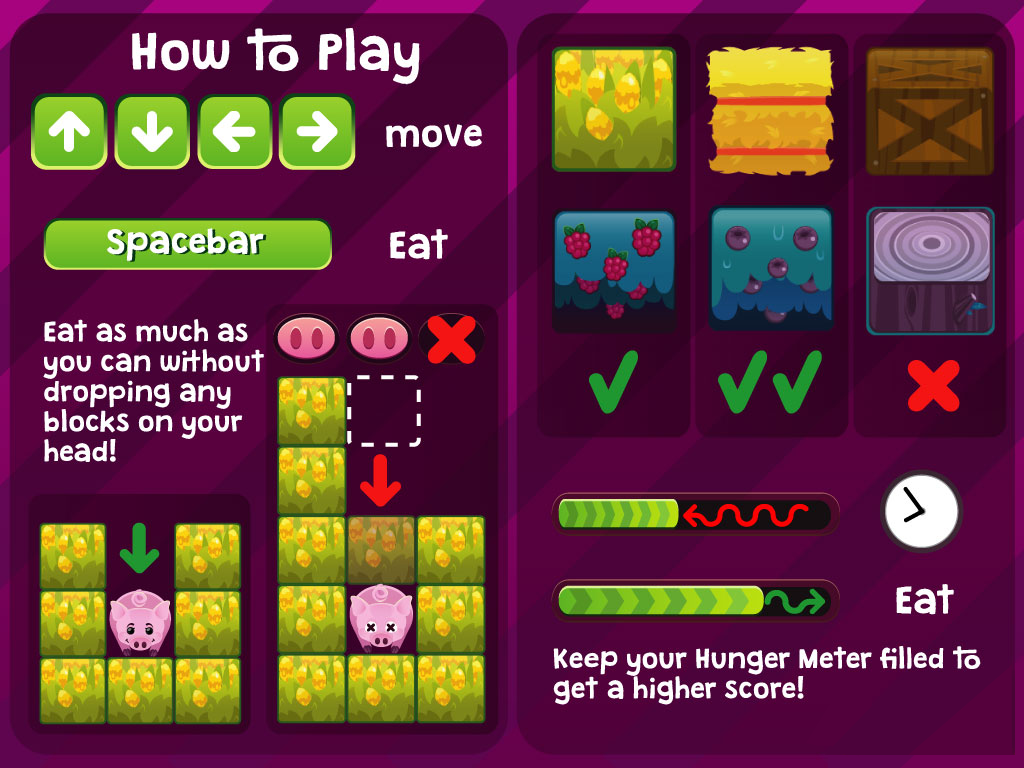 How to Play
move
Spacebar
Eat
Eat as much as
you can without
dropping any
blocks on your
head!
Eat
Keep your Hunger Meter filled to
get a higher score!